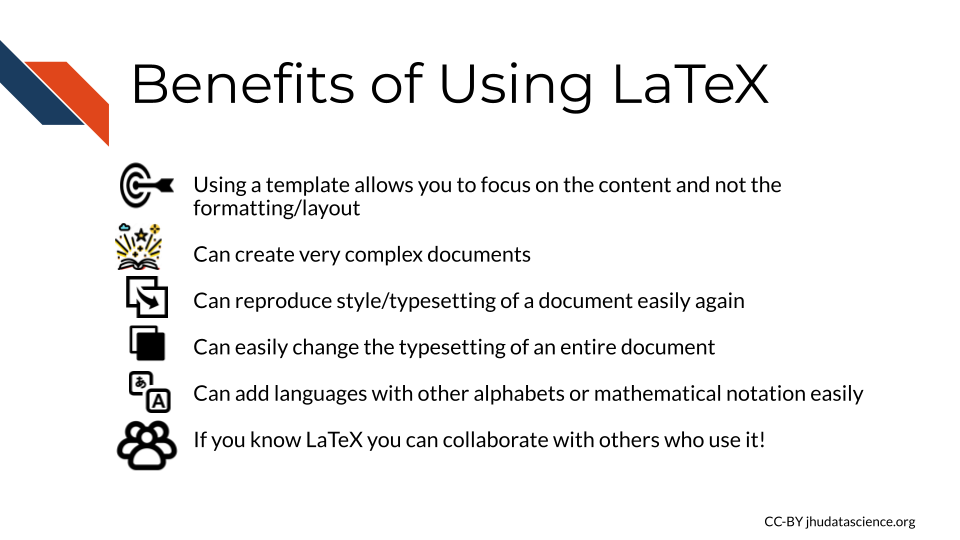 Benefits of Using LaTeX
Using a template allows you to focus on the content and not the
formatting/layout
Can create very complex documents
Can reproduce style/typesetting of a document easily again
Can easily change the typesetting of an entire document
あ
A
Can add languages with other alphabets or mathematical notation easily
If you know LaTeX you can collaborate with others who use it!
CC-BY jhudatascience.org